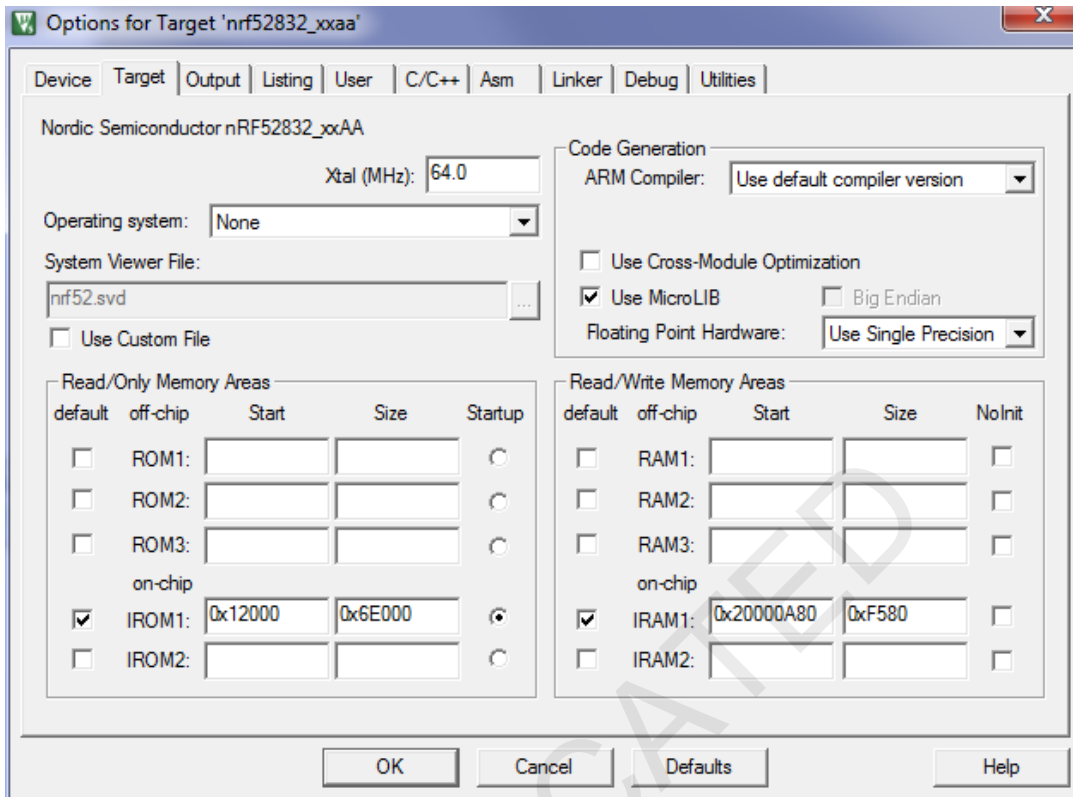 Options for Target 'nrf52832_xxaa'
Device Target Output Listing User C/C++ Asm Linker Debug Utilities
Nordic Semiconductor nRF52832_xxAA
Xtal (MHz): 64.0
Operating system: None
System Viewer File:
nrf52.svd
...
Use Custom File
Code Generation
ARM Compiler: Use default compiler version
Use Cross-Module Optimization
Use MicroLIB Big Endian
Floating Point Hardware: Use Single Precision
Read/Only Memory Areas
default off-chip Start Size Startup
ROM1:
ROM2:
ROM3:
on-chip
IROM1: 0x12000 0x6E000
IROM2:
Read/Write Memory Areas
default off-chip Start Size NoInit
RAM1:
RAM2:
RAM3:
on-chip
IRAM1: 0x20000A80 0xF580
IRAM2:
OK Cancel Defaults Help
CATED